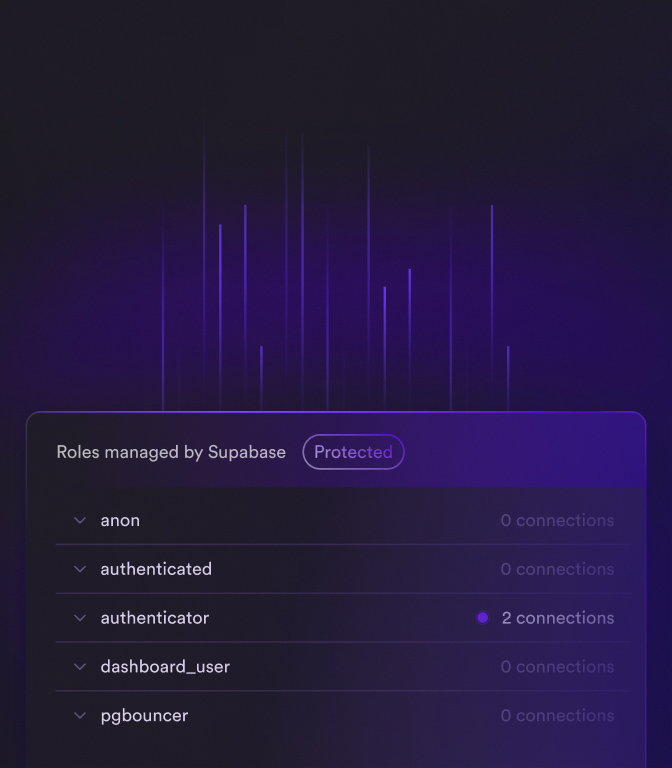 Roles managed by Supabase Protected
anon 0 connections
authenticated 0 connections
authenticator 2 connections
dashboard_user 0 connections
pgbouncer 0 connections